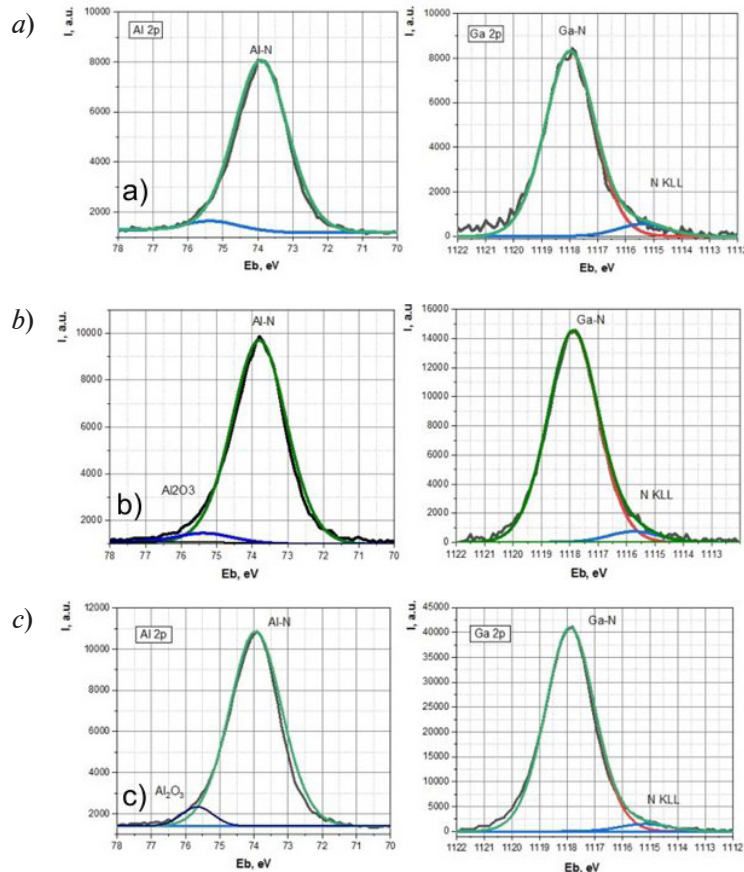 a)
I, a.u.
Al 2p
Al-N
10000
8000
6000
4000
2000
a)
78 77 76 75 74 73 72 71 70
Eb, eV
I, a.u.
Ga 2p
Ga-N
N KLL
10000
8000
6000
4000
2000
0
1122 1121 1120 1119 1118 1117 1116 1115 1114 1113 1112
Eb, eV
b)
I, a.u.
Al-N
10000
8000
6000
4000
2000
Al2O3
b)
78 77 76 75 74 73 72 71 70
Eb, eV
I, a.u
Ga-N
N KLL
16000
14000
12000
10000
8000
6000
4000
2000
0
1122 1121 1120 1119 1118 1117 1116 1115 1114 1113
Eb, eV
c)
I, a.u.
Al 2p
Al-N
12000
10000
8000
6000
4000
2000
Al₂O₃
c)
78 77 76 75 74 73 72 71 70
Eb, eV
I, a.u.
Ga 2p
Ga-N
N KLL
45000
40000
35000
30000
25000
20000
15000
10000
5000
0
1122 1121 1120 1119 1118 1117 1116 1115 1114 1113 1112
Eb, eV